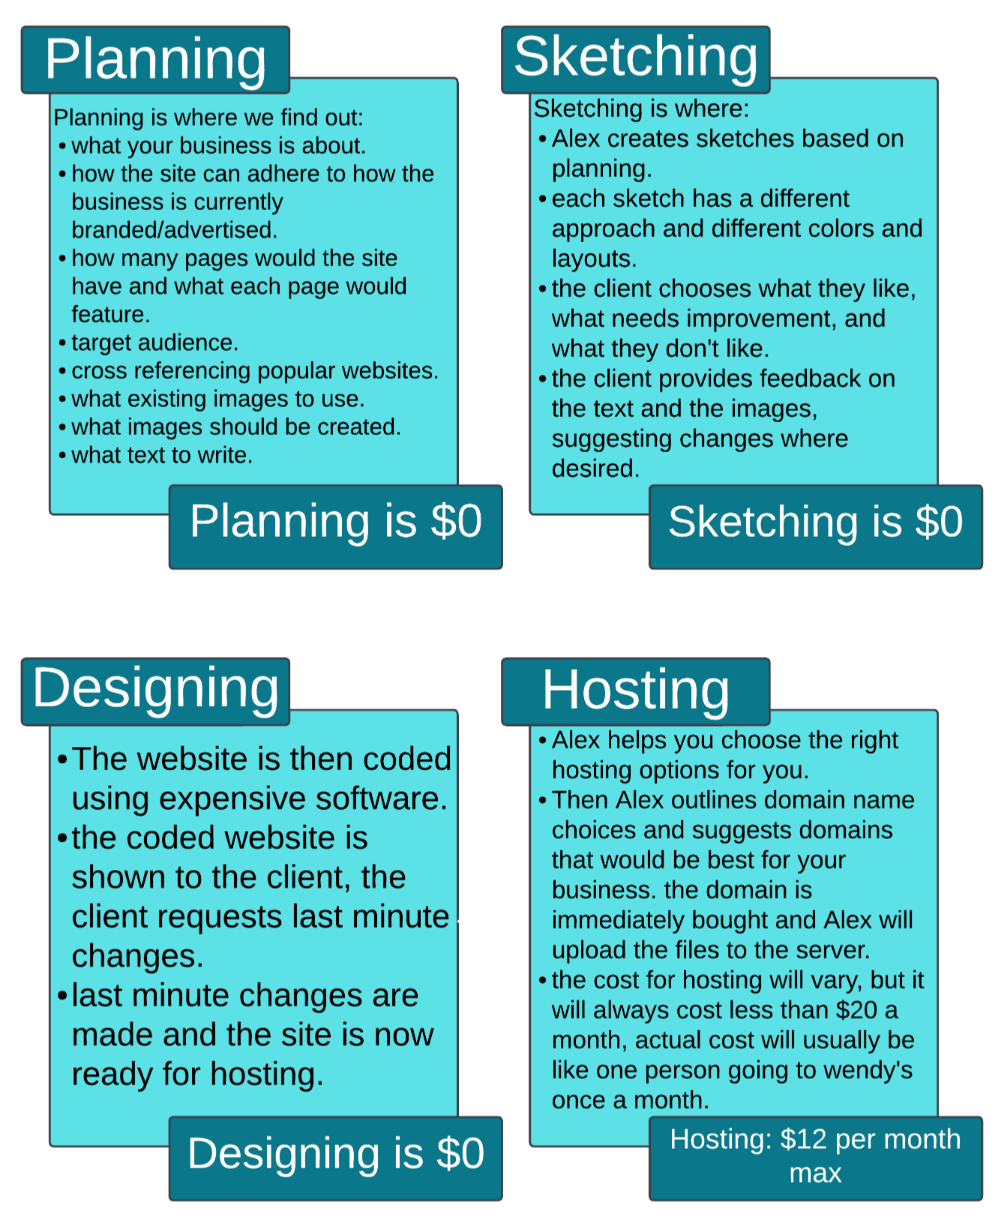 Planning
Planning is where we find out:
• what your business is about.
• how the site can adhere to how the
business is currently
branded/advertised.
• how many pages would the site
have and what each page would
feature.
• target audience.
• cross referencing popular websites.
• what existing images to use.
• what images should be created.
• what text to write.
Planning is $0
Sketching
Sketching is where:
• Alex creates sketches based on
planning.
• each sketch has a different
approach and different colors and
layouts.
• the client chooses what they like,
what needs improvement, and
what they don't like.
• the client provides feedback on
the text and the images,
suggesting changes where
desired.
Sketching is $0
Designing
• The website is then coded
using expensive software.
• the coded website is
shown to the client, the
client requests last minute
changes.
• last minute changes are
made and the site is now
ready for hosting.
Designing is $0
Hosting
• Alex helps you choose the right
hosting options for you.
• Then Alex outlines domain name
choices and suggests domains
that would be best for your
business. the domain is
immediately bought and Alex will
upload the files to the server.
• the cost for hosting will vary, but it
will always cost less than $20 a
month, actual cost will usually be
like one person going to wendy's
once a month.
Hosting: $12 per month
max